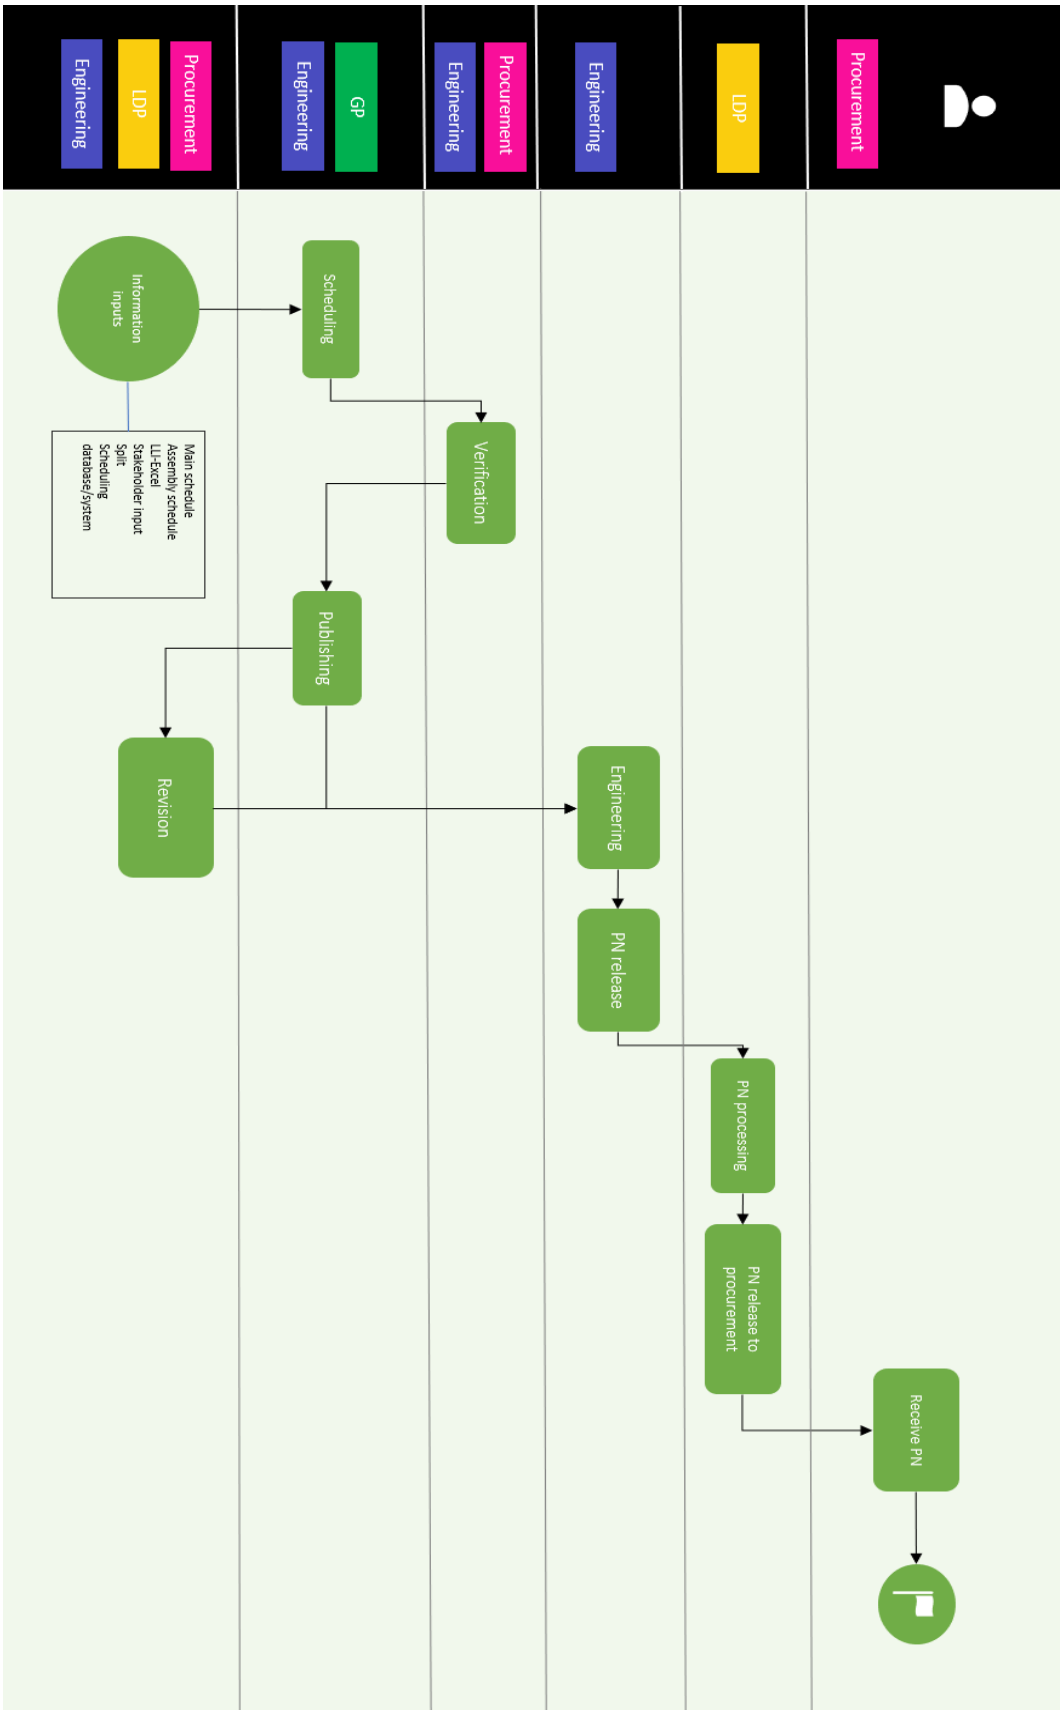 Procurement
LDP
Engineering
Procurement
Engineering
GP
Engineering
Procurement
LDP
Engineering
Receive PN
PN processing
PN release to
procurement
Engineering
PN release
Verification
Scheduling
Publishing
Information
inputs
Revision
Main schedule
Assembly schedule
LLI-Excel
Stakeholder input
Split
Scheduling
database/system